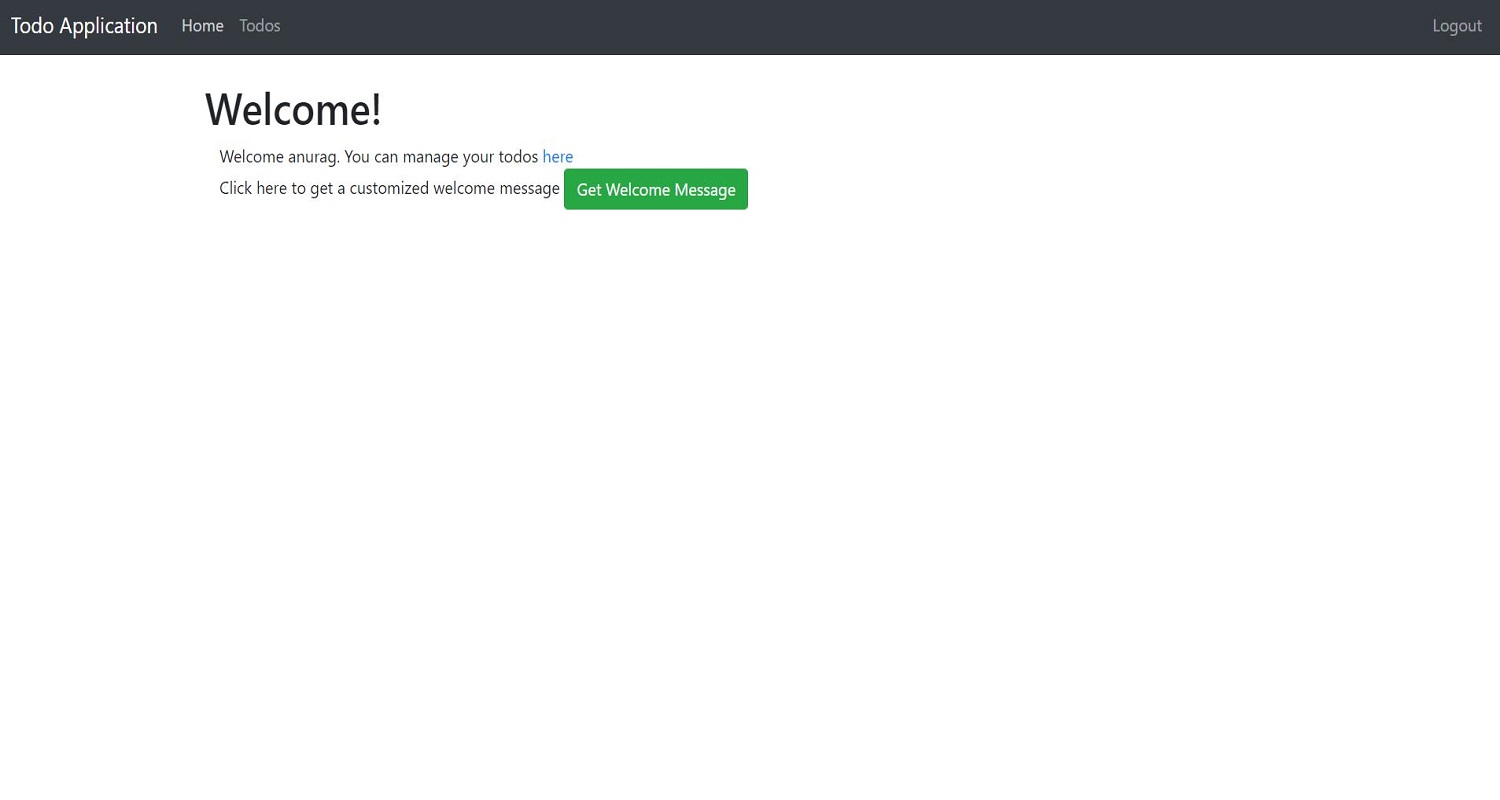 Todo Application Home Todos Logout
Welcome!
Welcome anurag. You can manage your todos here
Click here to get a customized welcome message Get Welcome Message